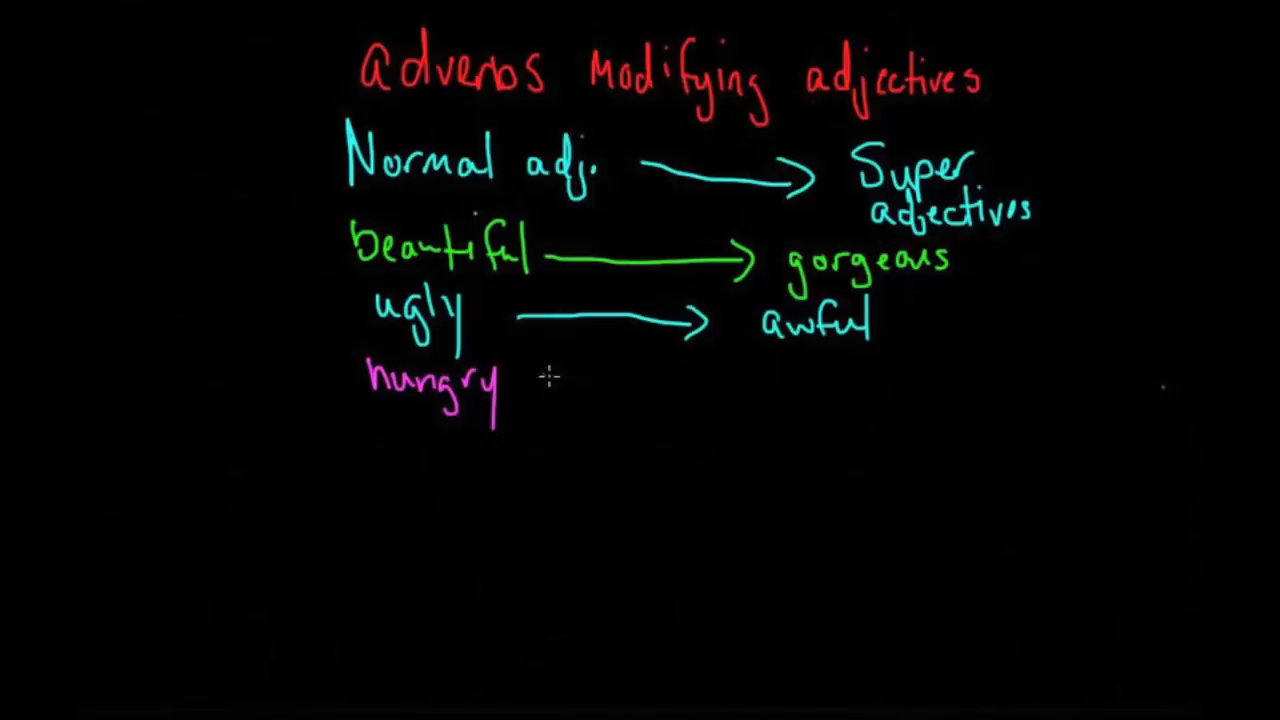 adverbs modifying adjectives
Normal adj. → Super adjectives
beautiful → gorgeous
ugly → awful
hungry